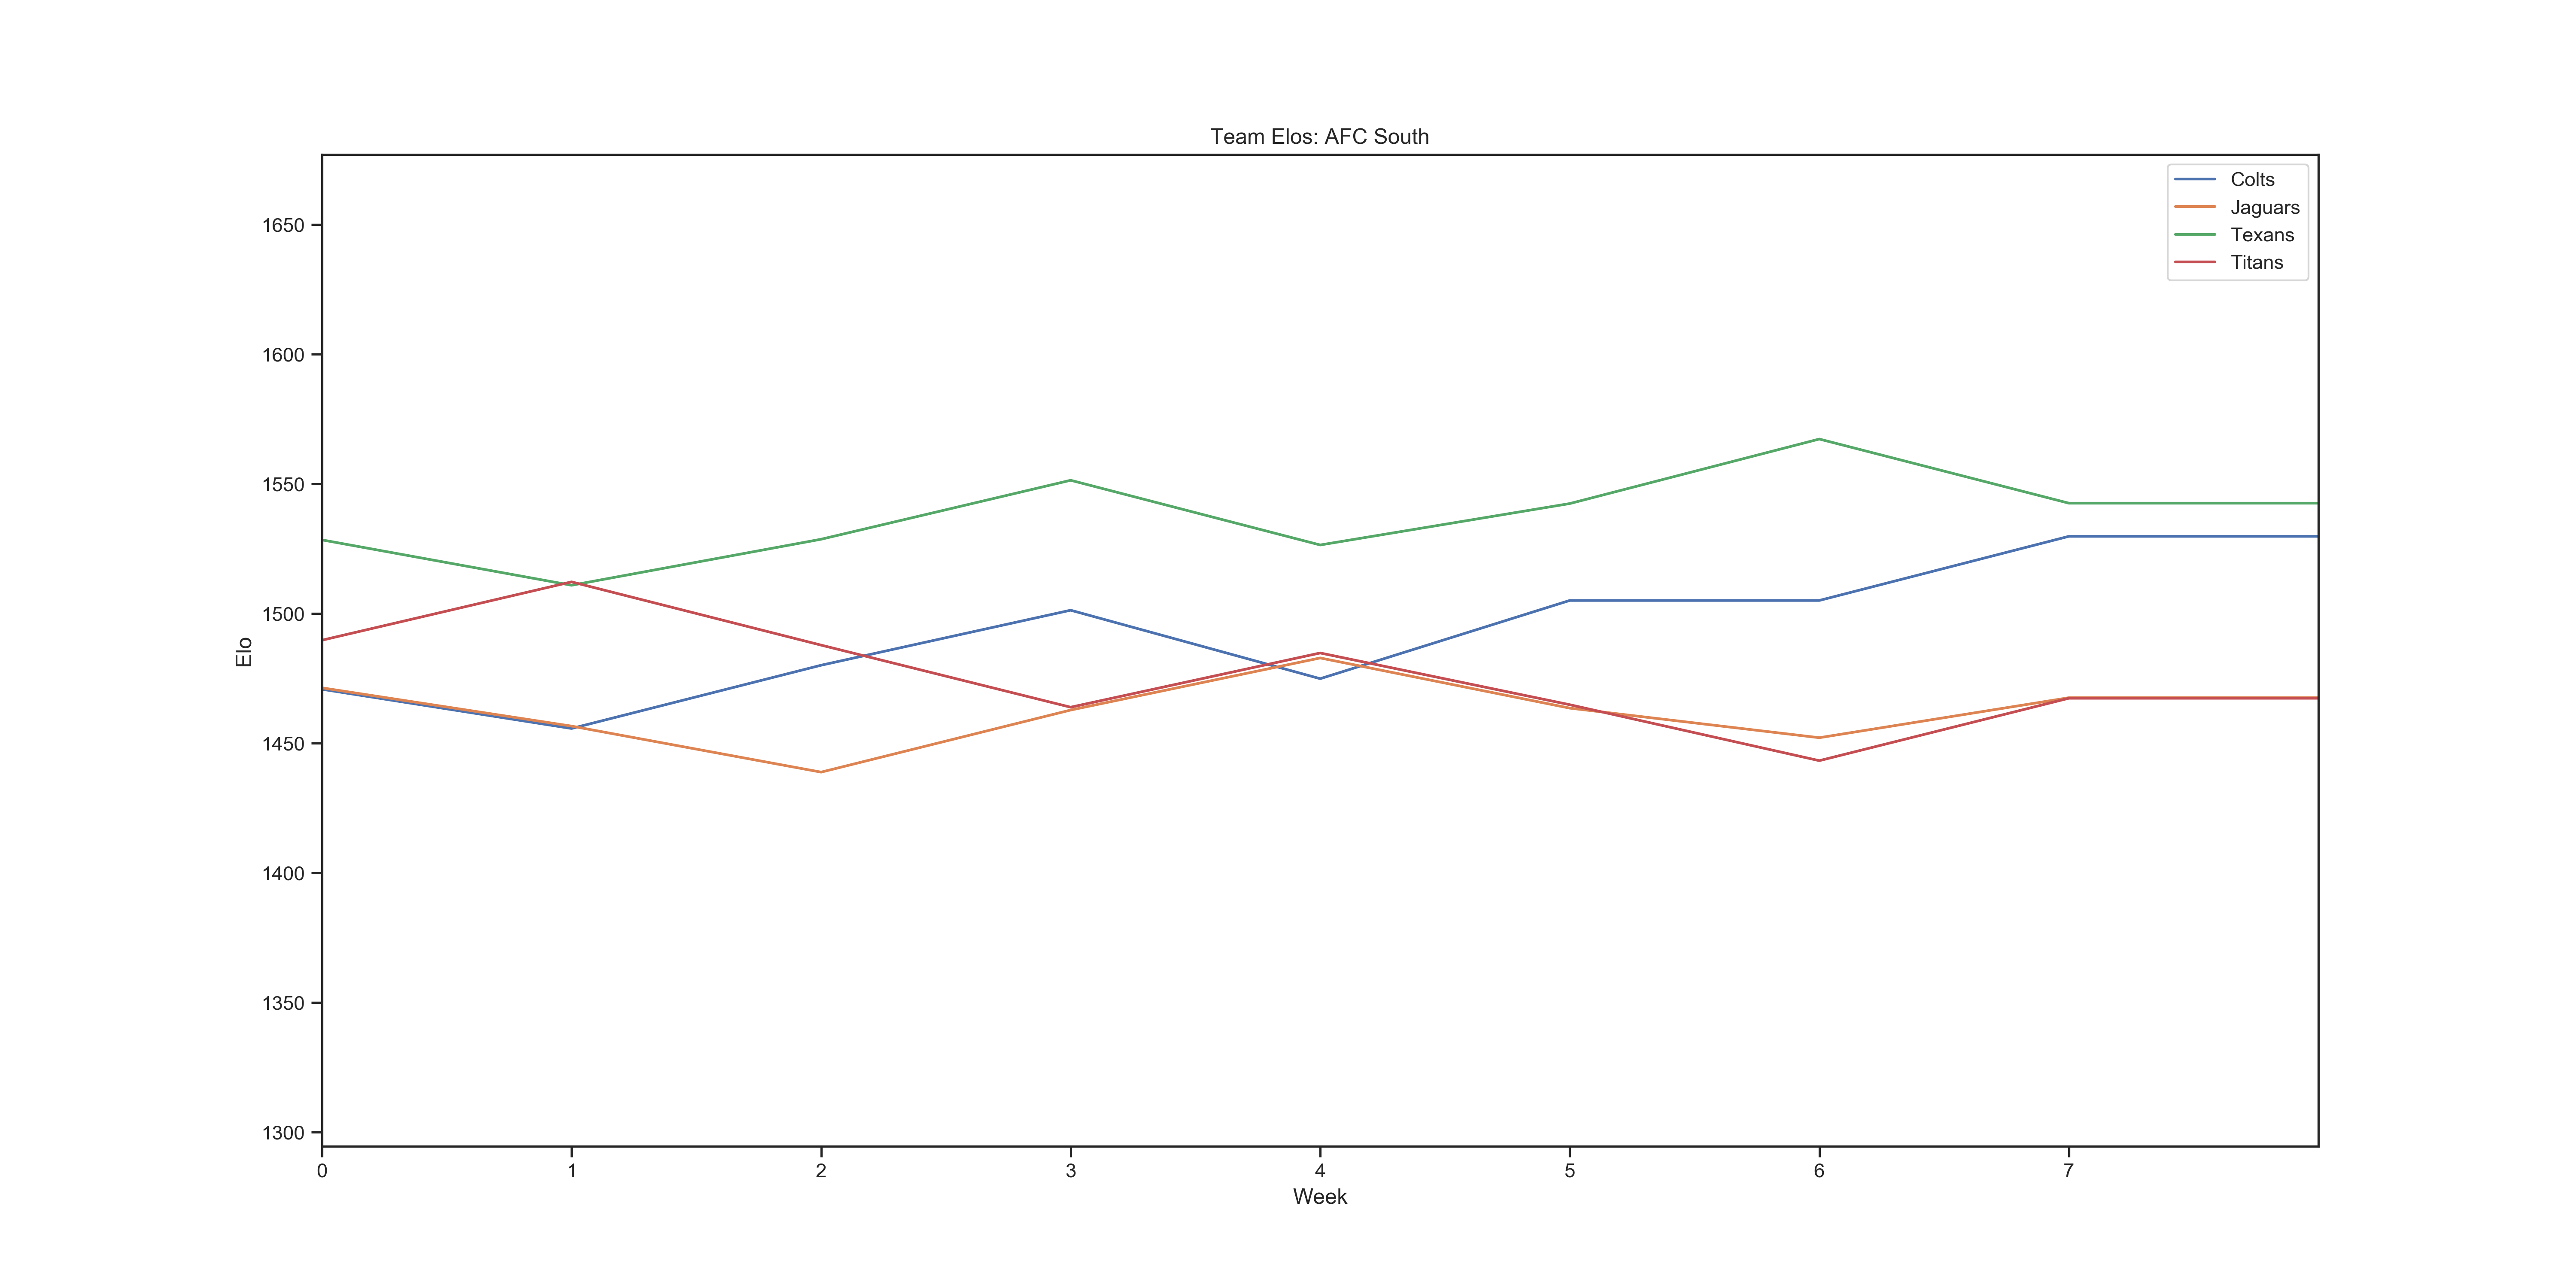 Team Elos: AFC South
Colts
Jaguars
Texans
Titans
1650
1600
1550
1500
1450
1400
1350
1300
Elo
0 1 2 3 4 5 6 7
Week